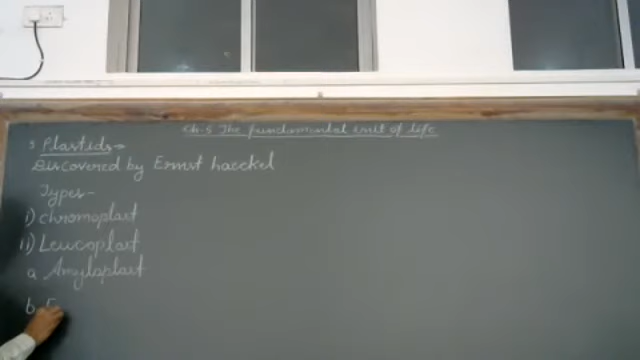 Ch-5 The fundamental unit of life
5 Plastids→
Discovered by Ernst haeckel
Types-
i) chromoplast
ii) Leucoplast
a Amyloplast
b